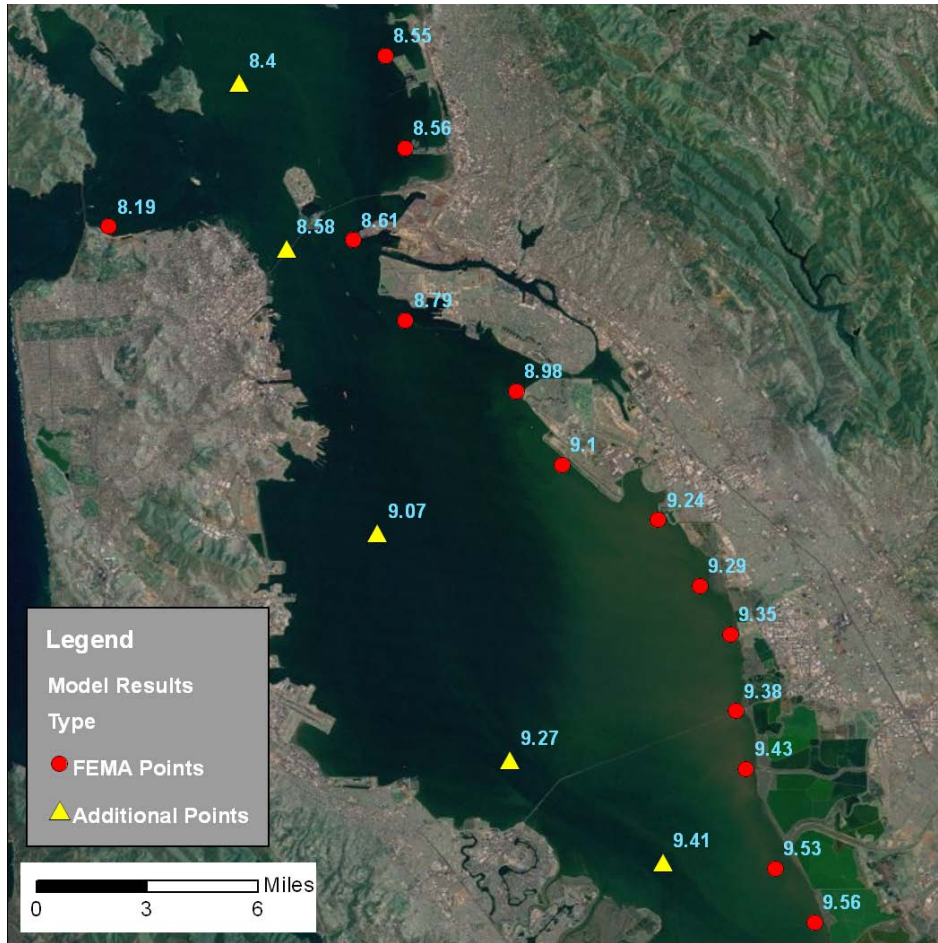 8.55
8.4
8.56
8.19
8.58
8.61
8.79
8.98
9.1
9.24
9.07
9.29
9.35
9.38
9.27
9.43
9.41
9.53
9.56
Legend
Model Results
Type
FEMA Points
Additional Points
Miles
0 3 6